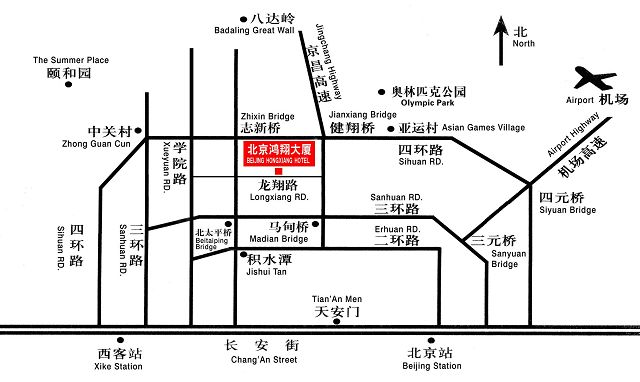 八达岭
Badaling Great Wall
北
North
The Summer Place
颐和园
京昌高速
Jingchang Highway
奥林匹克公园
Olympic Park
Airport 机场
Zhixin Bridge
志新桥
Jianxiang Bridge
健翔桥
亚运村 Asian Games Village
中关村
Zhong Guan Cun
学院路
Xueyuan RD.
北京鸿翔大厦
BEIJING HONGXIANG HOTEL
四环路
Sihuan RD.
Airport Highway
机场高速
龙翔路
Longxiang RD.
四元桥
Siyuan Bridge
Sanhuan RD.
三环路
四环路
Sihuan RD.
三环路
Sanhuan RD.
北太平桥
Beitaiping
Bridge
马甸桥
Madian Bridge
Erhuan RD.
二环路
三元桥
Sanyuan
Bridge
积水潭
Jishui Tan
Tian'An Men
天安门
西客站
Xike Station
长安街
Chang'An Street
北京站
Beijing Station